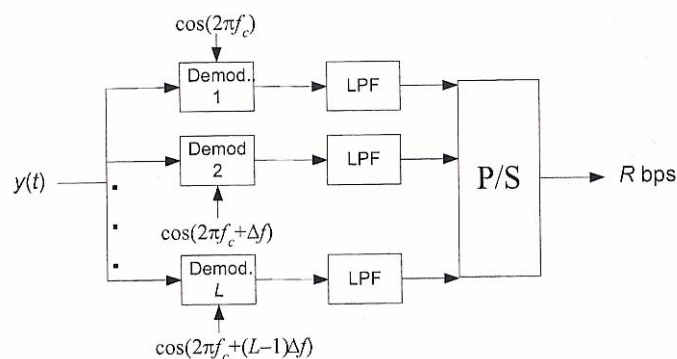 cos(2πf_c)
Demod.
1
LPF
Demod
2
LPF
y(t)
P/S
R bps
cos(2πf_c+Δf)
Demod.
L
LPF
cos(2πf_c+(L–1)Δf)